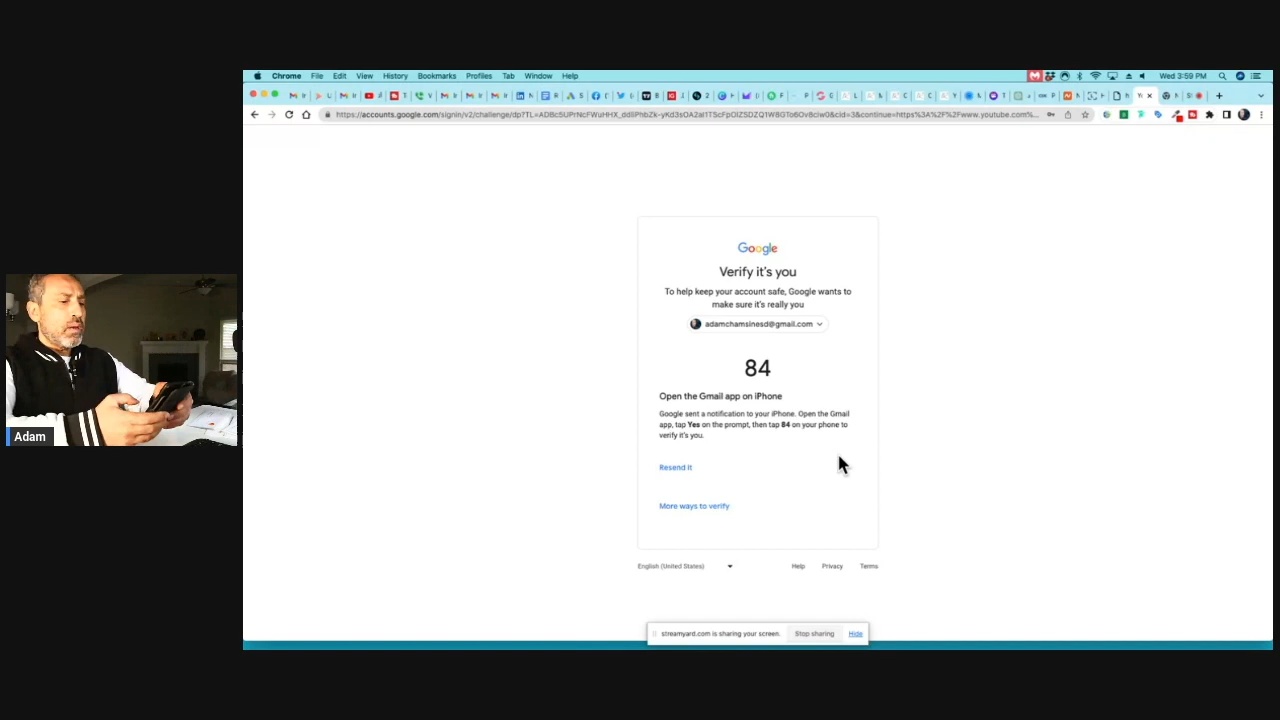 Chrome File Edit View History Bookmarks Profiles Tab Window Help
Wed 3:59 PM
Google
Verify it's you
To help keep your account safe, Google wants to
make sure it's really you
adamchamsinesd@gmail.com
84
Open the Gmail app on iPhone
Google sent a notification to your iPhone. Open the Gmail
app, tap Yes on the prompt, then tap 84 on your phone to
verify it's you.
Resend it
More ways to verify
English (United States)
Help Privacy Terms
streamyard.com is sharing your screen. Stop sharing Hide
Adam